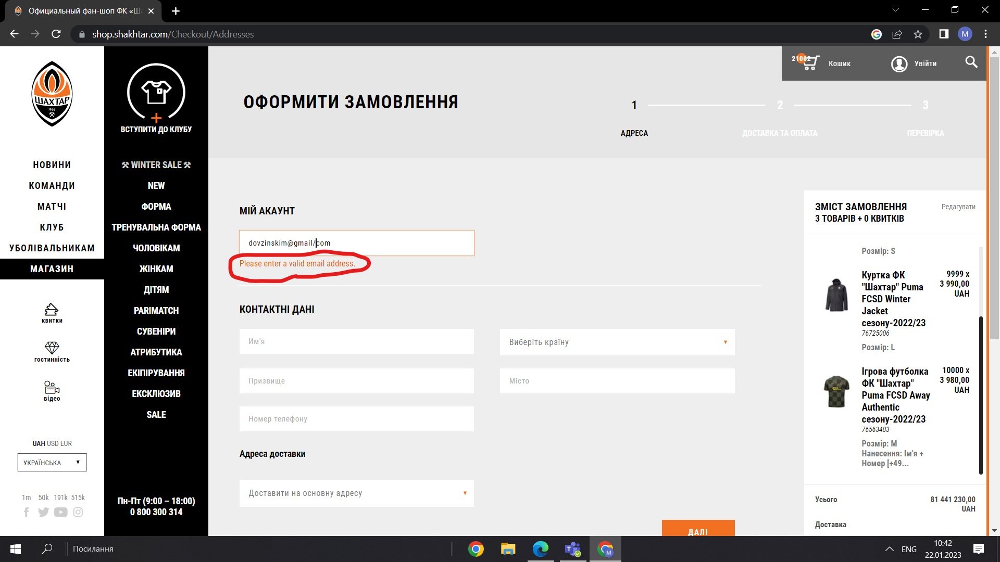 Официальный фан-шоп ФК «Ша
shop.shakhtar.com/Checkout/Addresses
M
ШАХТАР
1936
ВСТУПИТИ ДО КЛУБУ
21002
Кошик
Увійти
ОФОРМИТИ ЗАМОВЛЕННЯ
1
2
3
АДРЕСА
ДОСТАВКА ТА ОПЛАТА
ПЕРЕВІРКА
НОВИНИ
КОМАНДИ
МАТЧІ
КЛУБ
УБОЛІВАЛЬНИКАМ
МАГАЗИН
квитки
гостинність
відео
UAH USD EUR
УКРАЇНСЬКА
1m 50k 191k 515k
⚒ WINTER SALE ⚒
NEW
ФОРМА
ТРЕНУВАЛЬНА ФОРМА
ЧОЛОВІКАМ
ЖІНКАМ
ДІТЯМ
PARIMATCH
СУВЕНІРИ
АТРИБУТИКА
ЕКІПІРУВАННЯ
ЕКСКЛЮЗИВ
SALE
Пн-Пт (9:00 – 18:00)
0 800 300 314
МІЙ АКАУНТ
dovzinskim@gmail/com
Please enter a valid email address.
КОНТАКТНІ ДАНІ
Им'я
Виберіть країну
Призвище
Місто
Номер телефону
Адреса доставки
Доставити на основну адресу
ДАЛІ
ЗМІСТ ЗАМОВЛЕННЯ
Редагувати
3 ТОВАРІВ + 0 КВИТКІВ
Розмір: S
Куртка ФК
"Шахтар" Puma
FCSD Winter
Jacket
сезону-2022/23
76725006
Розмір: L
9999 x
3 990,00
UAH
Ігрова футболка
ФК "Шахтар"
Puma FCSD Away
Authentic
сезону-2022/23
76563403
Розмір: M
Нанесення: Ім'я +
Номер [+49...
10000 x
3 980,00
UAH
Усього
81 441 230,00
UAH
Доставка
Посилання
ENG
10:42
22.01.2023